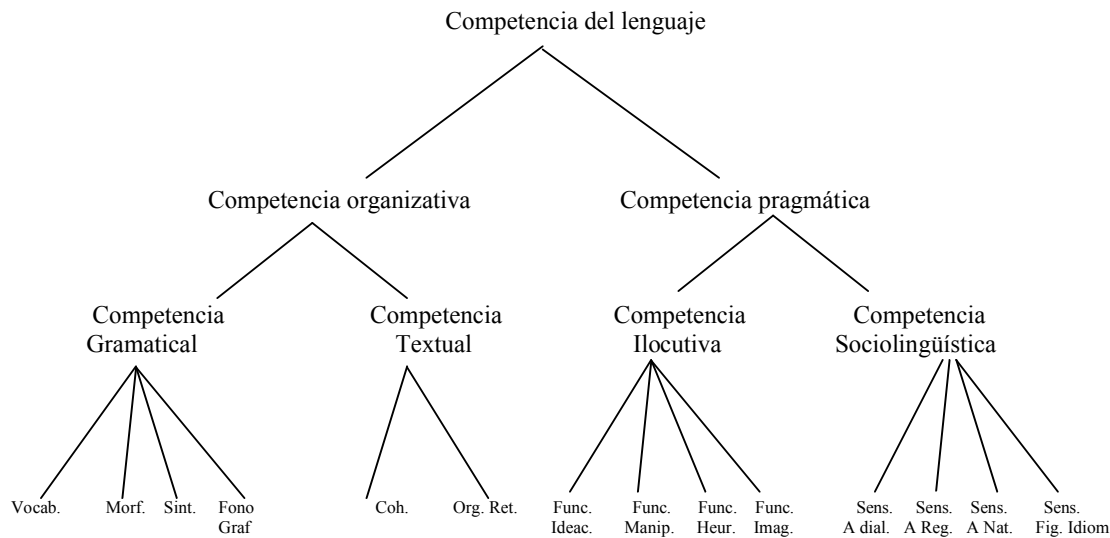 Competencia del lenguaje
Competencia organizativa
Competencia pragmática
Competencia
Gramatical
Competencia
Textual
Competencia
Ilocutiva
Competencia
Sociolingüística
Vocab.
Morf.
Sint.
Fono
Graf
Coh.
Org. Ret.
Func.
Ideac.
Func.
Manip.
Func.
Heur.
Func.
Imag.
Sens.
A dial.
Sens.
A Reg.
Sens.
A Nat.
Sens.
Fig. Idiom